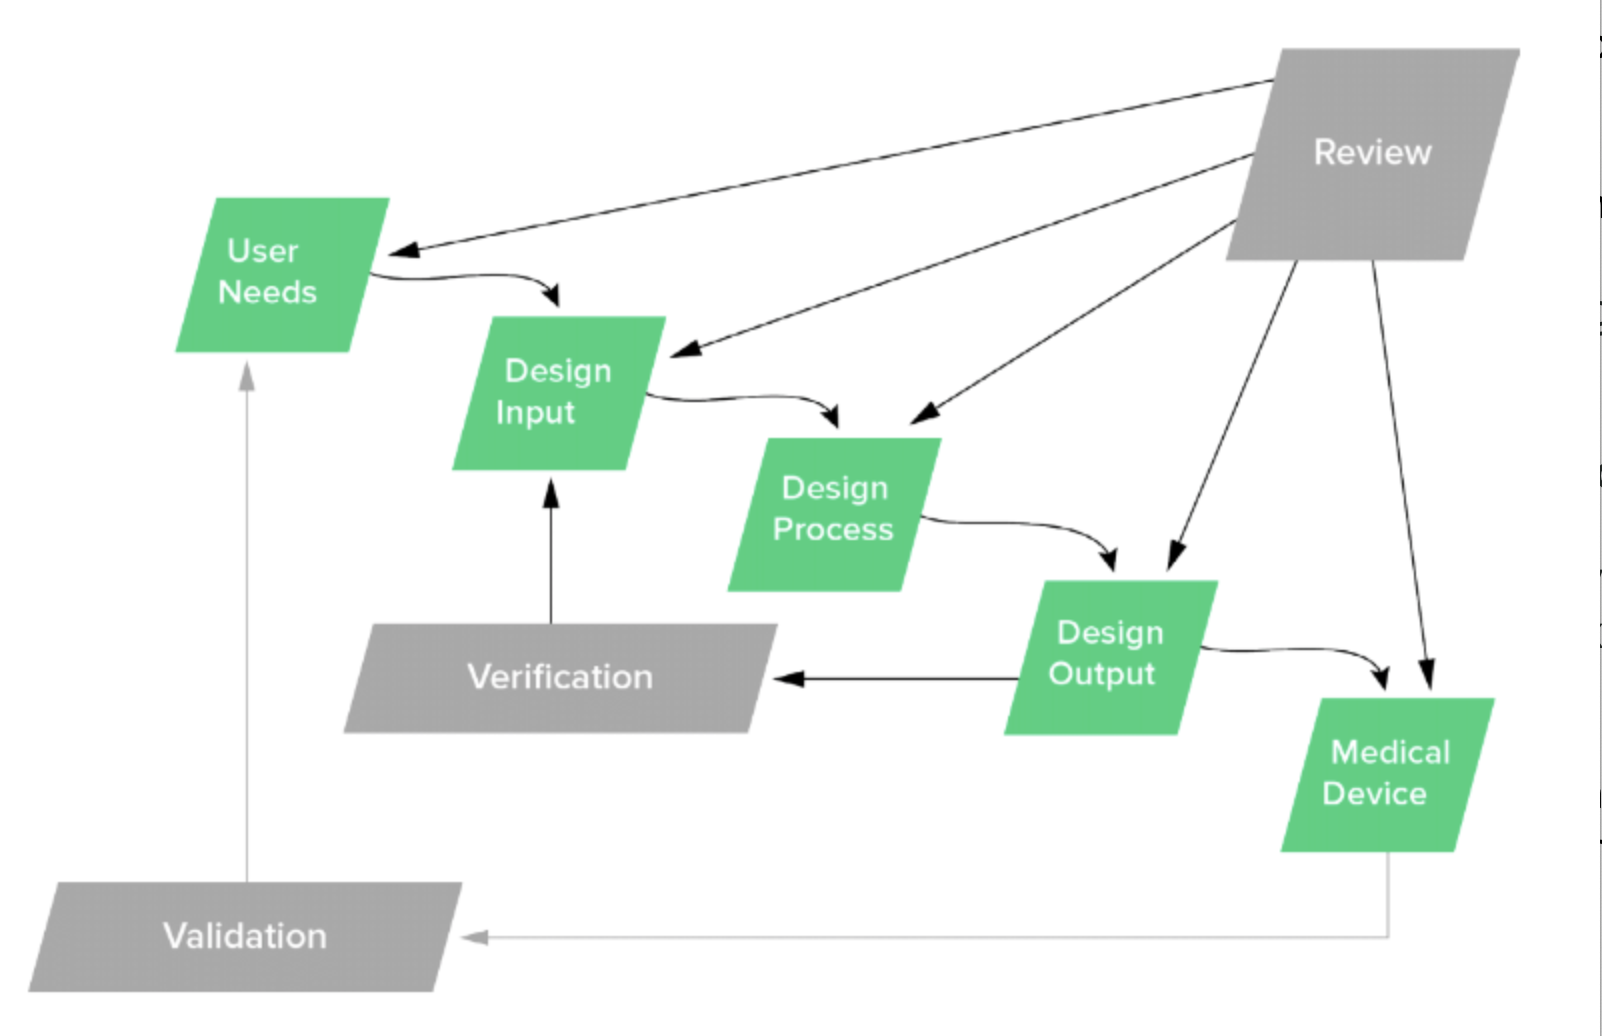 Review
User
Needs
Design
Input
Design
Process
Design
Output
Verification
Medical
Device
Validation